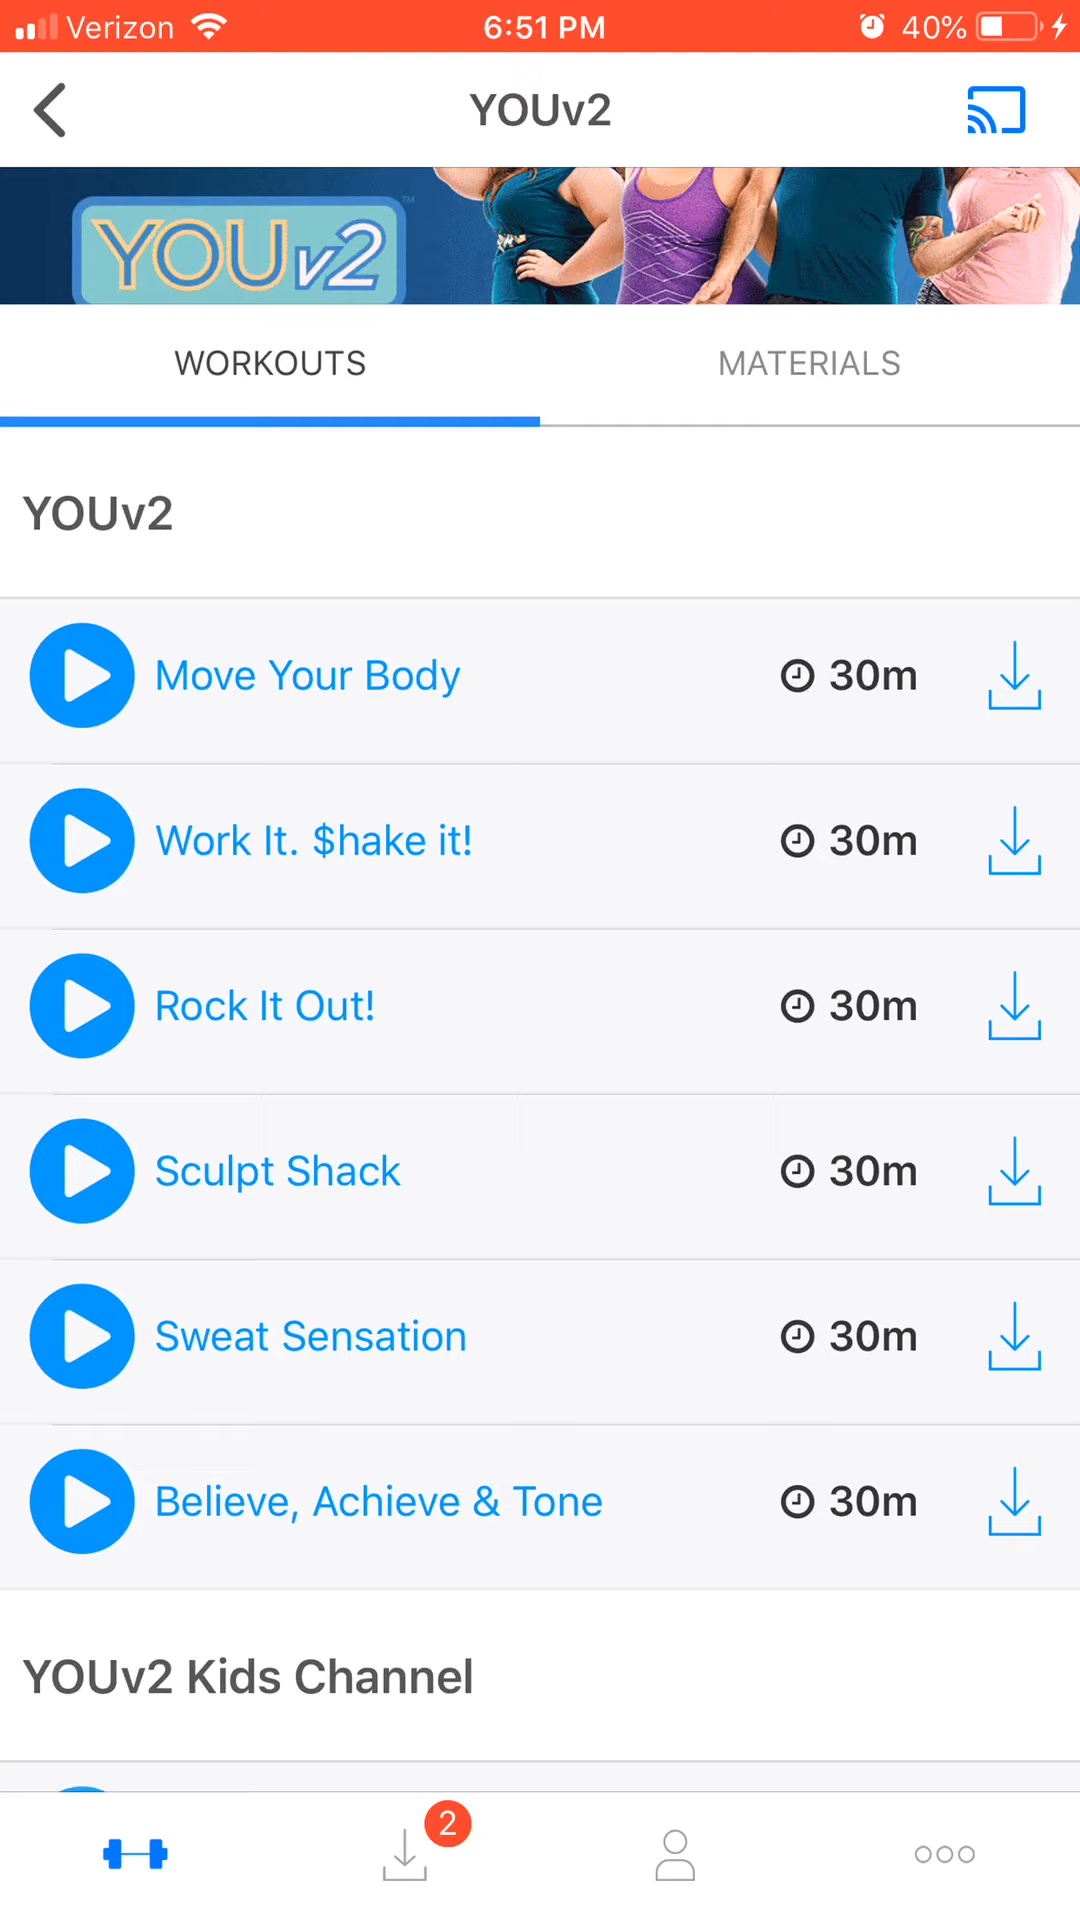 Verizon 6:51 PM 40%
YOUv2
YOUv2™
WORKOUTS MATERIALS
YOUv2
Move Your Body 30m
Work It. $hake it! 30m
Rock It Out! 30m
Sculpt Shack 30m
Sweat Sensation 30m
Believe, Achieve & Tone 30m
YOUv2 Kids Channel
2